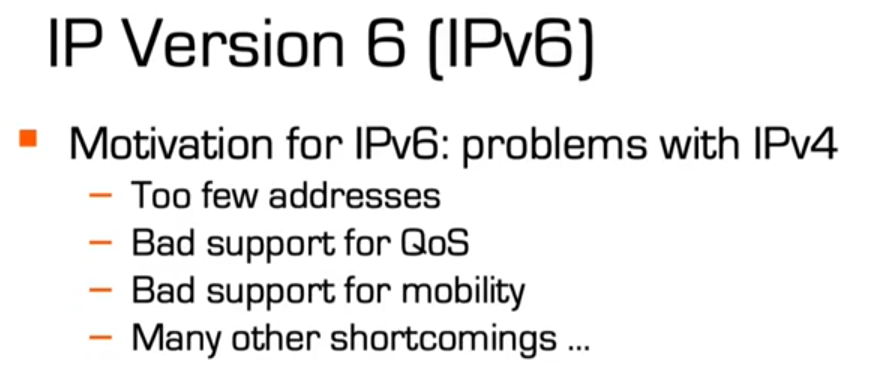 IP Version 6 (IPv6)
Motivation for IPv6: problems with IPv4
– Too few addresses
– Bad support for QoS
– Bad support for mobility
– Many other shortcomings ...